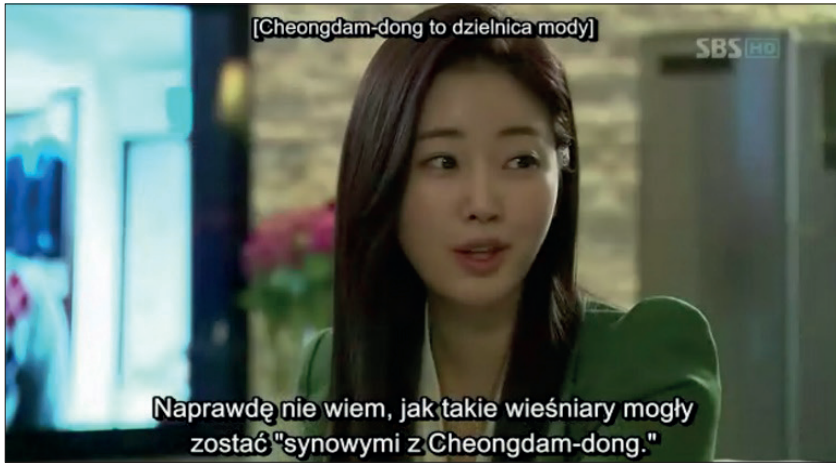 [Cheongdam-dong to dzielnica mody]
SBS HD
Naprawdę nie wiem, jak takie wieśniary mogły
zostać "synowymi z Cheongdam-dong."